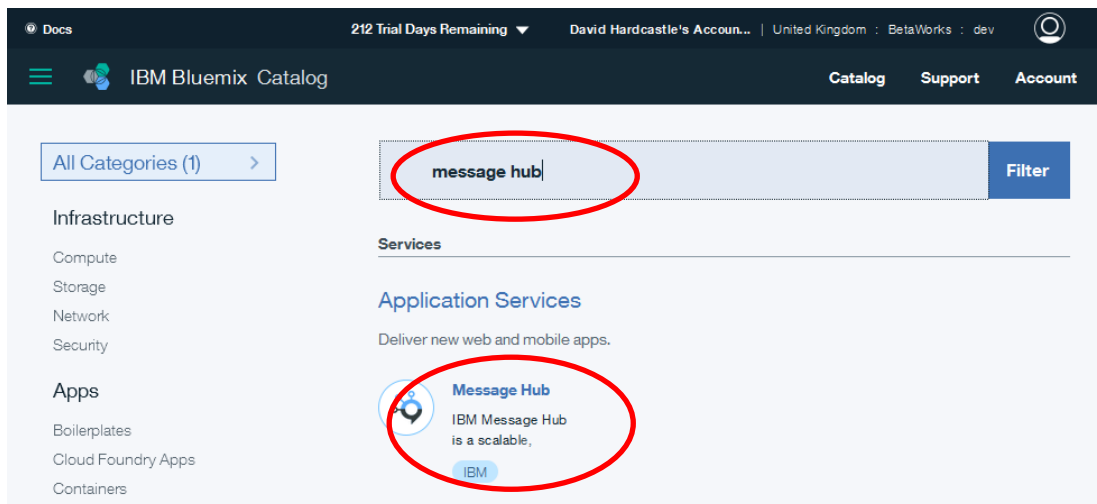 Docs 212 Trial Days Remaining David Hardcastle's Accoun... | United Kingdom : BetaWorks : dev
IBM Bluemix Catalog Catalog Support Account
All Categories (1) >
message hub Filter
Infrastructure
Services
Compute
Storage
Application Services
Network
Deliver new web and mobile apps.
Security
Apps
Message Hub
IBM Message Hub
is a scalable,
Boilerplates
Cloud Foundry Apps
IBM
Containers